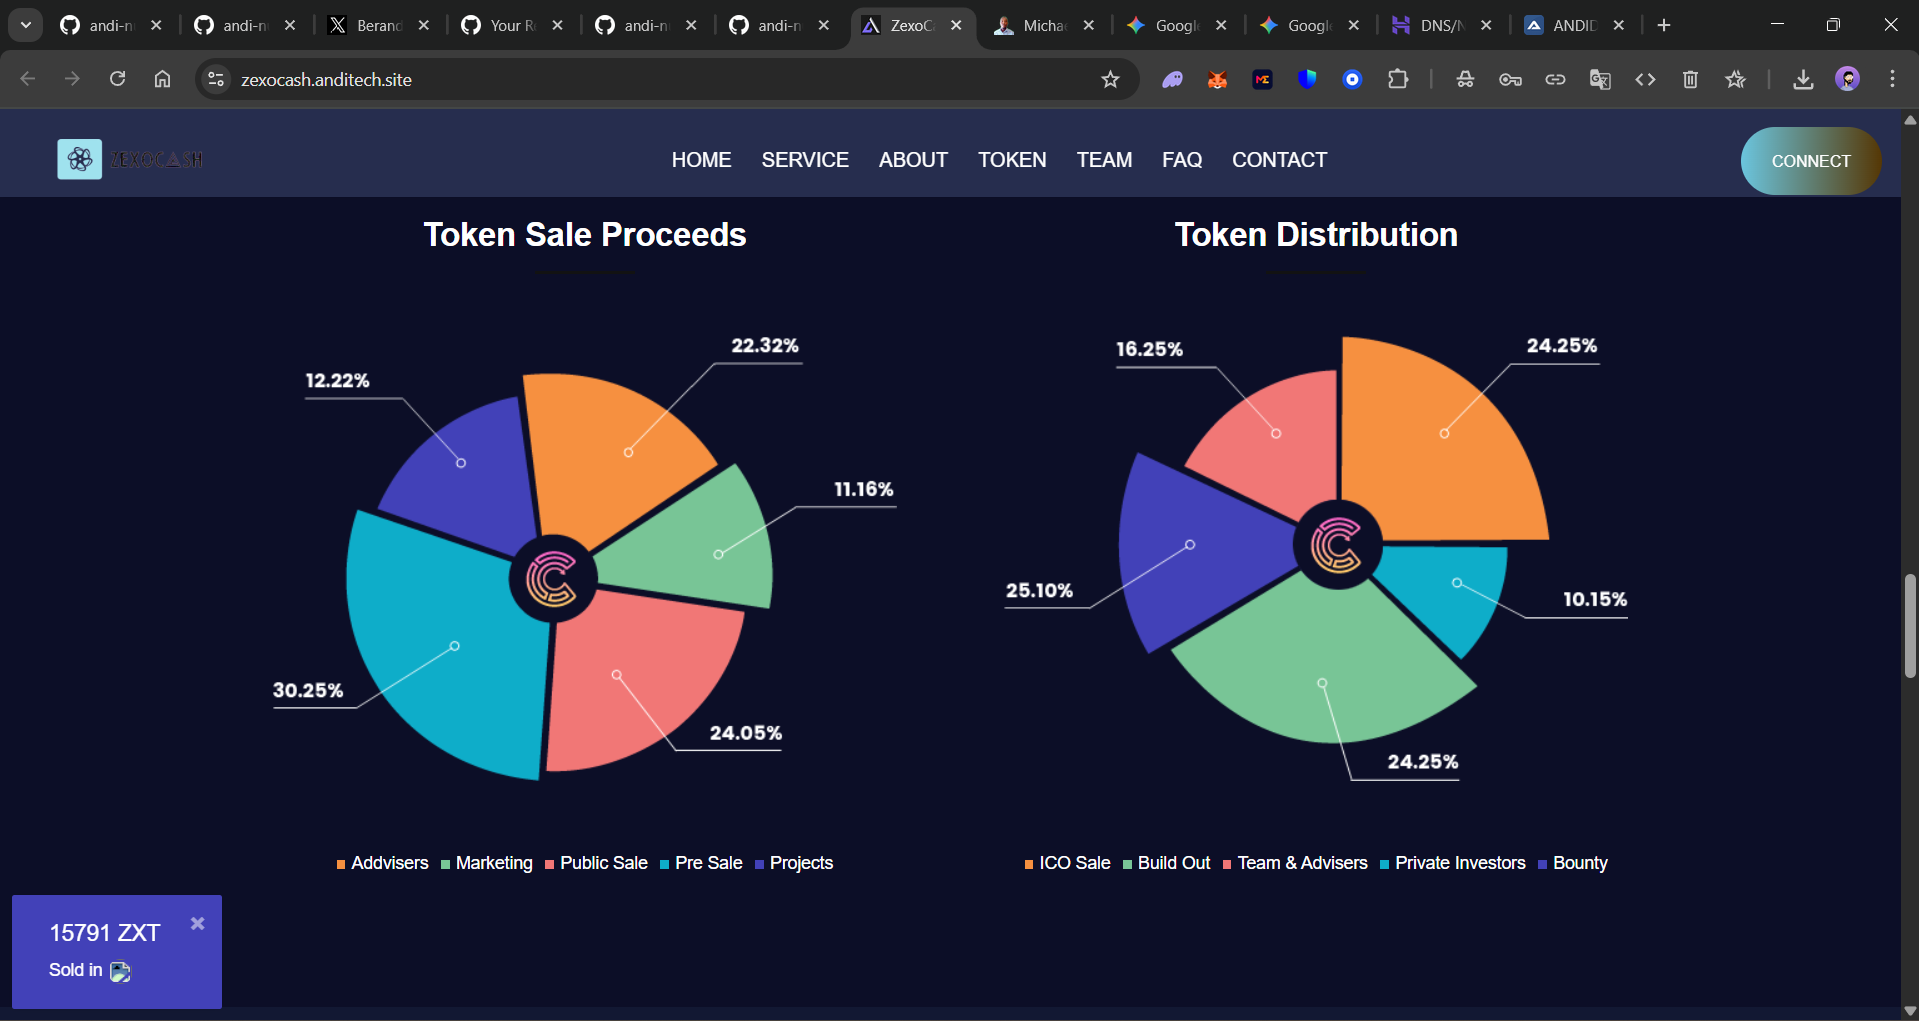 andi-n
andi-n
Berand
Your R
andi-n
andi-n
ZexoCa
Micha
Google
Google
DNS/N
ANDID
zexocash.anditech.site
ZEXOCASH
HOME SERVICE ABOUT TOKEN TEAM FAQ CONTACT
CONNECT
Token Sale Proceeds
22.32%
12.22%
11.16%
30.25%
24.05%
Addvisers Marketing Public Sale Pre Sale Projects
Token Distribution
24.25%
16.25%
25.10%
10.15%
24.25%
ICO Sale Build Out Team & Advisers Private Investors Bounty
15791 ZXT
Sold in